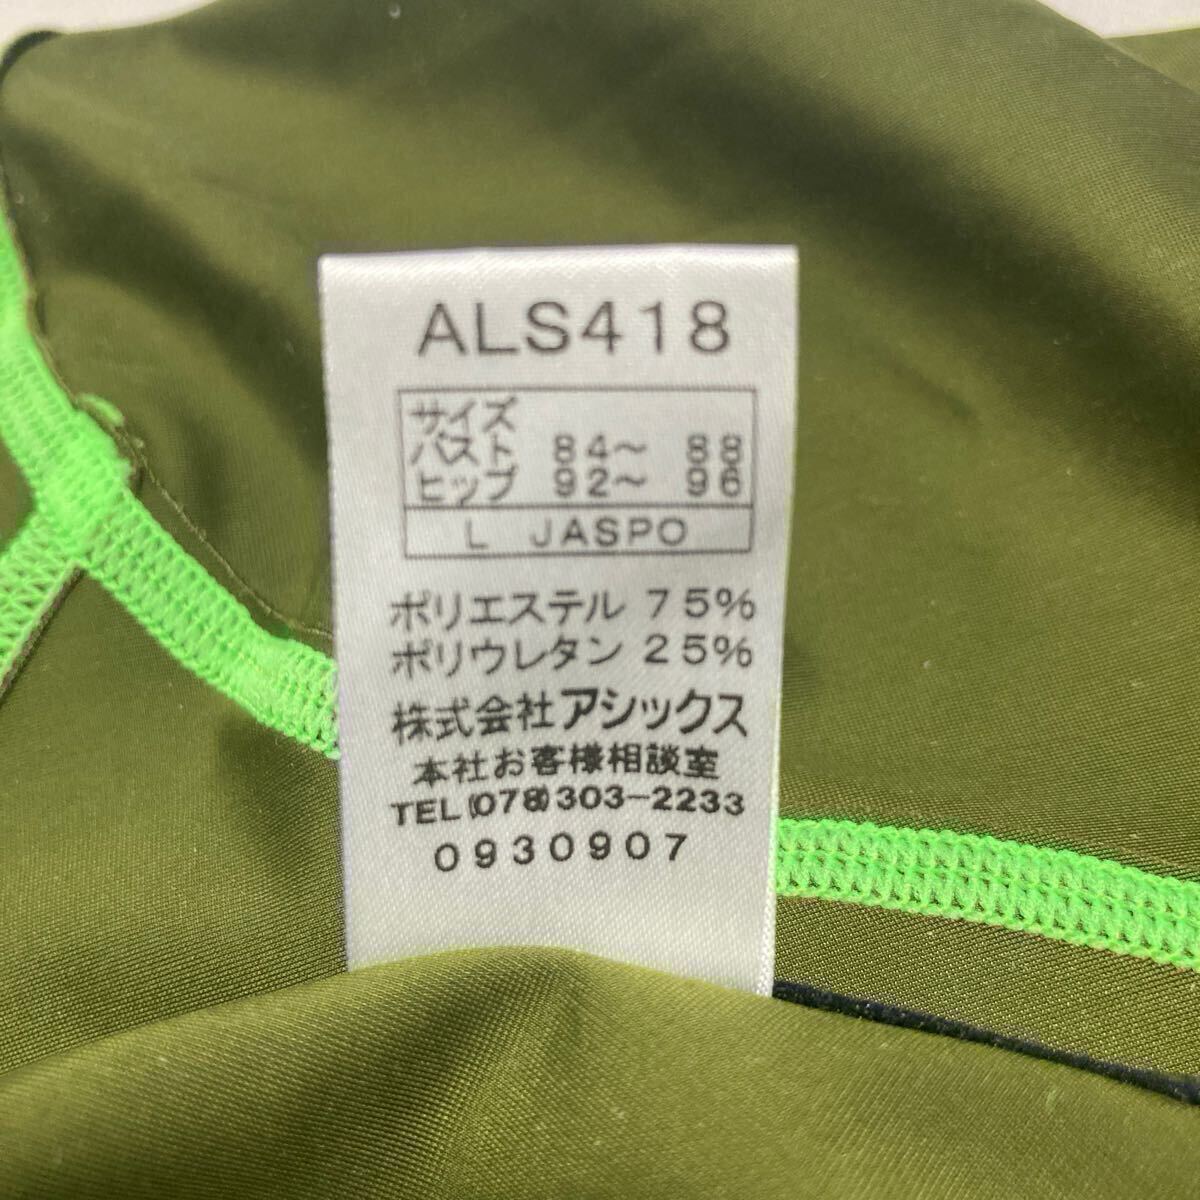 ALS418
サイズ
バスト 84〜 88
ヒップ 92〜 96
L JASPO
ポリエステル 75%
ポリウレタン 25%
株式会社アシックス
本社お客様相談室
TEL(078)303-2233
0930907